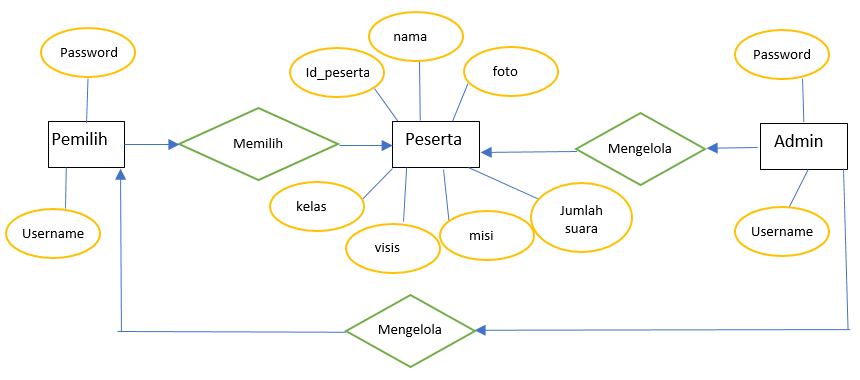 Password
nama
Id_peserta
foto
Password
Pemilih
Memilih
Peserta
Mengelola
Admin
Username
kelas
visis
misi
Jumlah
suara
Username
Mengelola